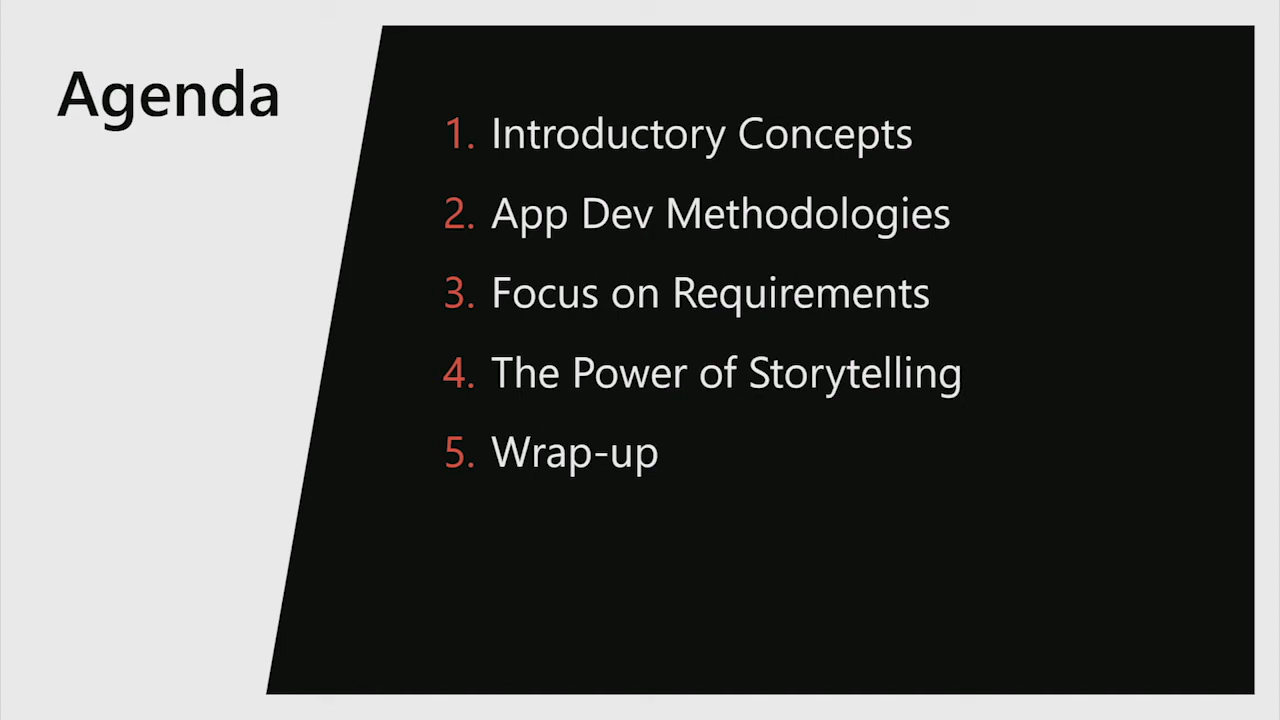 Agenda
1. Introductory Concepts
2. App Dev Methodologies
3. Focus on Requirements
4. The Power of Storytelling
5. Wrap-up